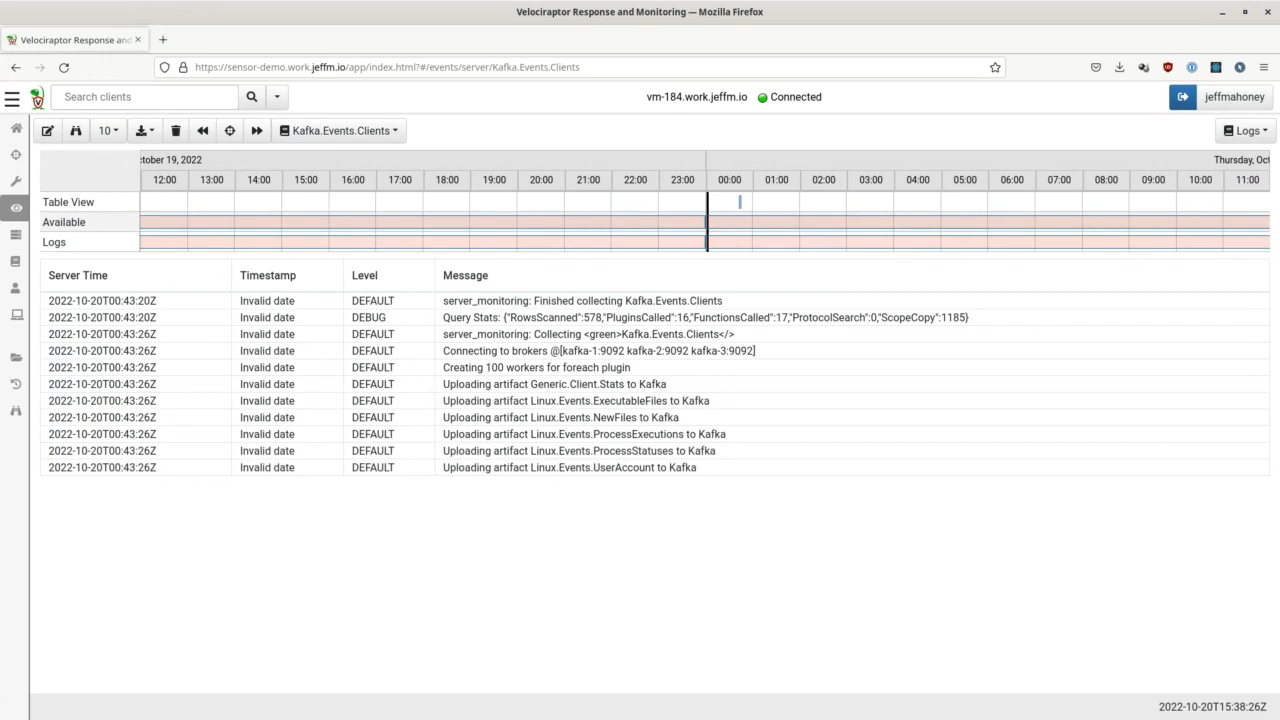 Velociraptor Response and Monitoring — Mozilla Firefox
Velociraptor Response and
https://sensor-demo.work.jeffm.io/app/index.html?#/events/server/Kafka.Events.Clients
Search clients
vm-184.work.jeffm.io Connected
jeffmahoney
10
Kafka.Events.Clients
Logs
tober 19, 2022
Thursday, Oct
12:00 13:00 14:00 15:00 16:00 17:00 18:00 19:00 20:00 21:00 22:00 23:00 00:00 01:00 02:00 03:00 04:00 05:00 06:00 07:00 08:00 09:00 10:00 11:00
Table View
Available
Logs
Server Time Timestamp Level Message
2022-10-20T00:43:20Z Invalid date DEFAULT server_monitoring: Finished collecting Kafka.Events.Clients
2022-10-20T00:43:20Z Invalid date DEBUG Query Stats: {"RowsScanned":578,"PluginsCalled":16,"FunctionsCalled":17,"ProtocolSearch":0,"ScopeCopy":1185}
2022-10-20T00:43:26Z Invalid date DEFAULT server_monitoring: Collecting <green>Kafka.Events.Clients</>
2022-10-20T00:43:26Z Invalid date DEFAULT Connecting to brokers @[kafka-1:9092 kafka-2:9092 kafka-3:9092]
2022-10-20T00:43:26Z Invalid date DEFAULT Creating 100 workers for foreach plugin
2022-10-20T00:43:26Z Invalid date DEFAULT Uploading artifact Generic.Client.Stats to Kafka
2022-10-20T00:43:26Z Invalid date DEFAULT Uploading artifact Linux.Events.ExecutableFiles to Kafka
2022-10-20T00:43:26Z Invalid date DEFAULT Uploading artifact Linux.Events.NewFiles to Kafka
2022-10-20T00:43:26Z Invalid date DEFAULT Uploading artifact Linux.Events.ProcessExecutions to Kafka
2022-10-20T00:43:26Z Invalid date DEFAULT Uploading artifact Linux.Events.ProcessStatuses to Kafka
2022-10-20T00:43:26Z Invalid date DEFAULT Uploading artifact Linux.Events.UserAccount to Kafka
2022-10-20T15:38:26Z